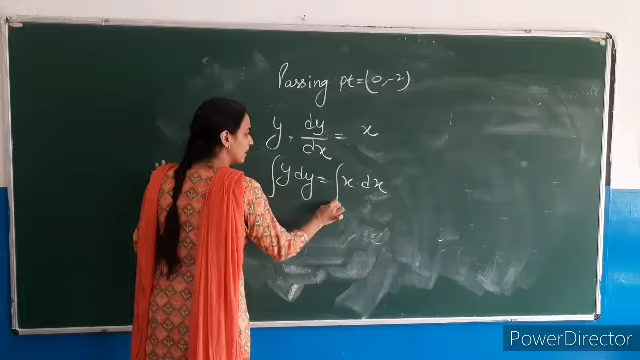 Passing pt = (0, -2)
y . dy/dx = x
∫ y dy = ∫ x . dx
PowerDirector